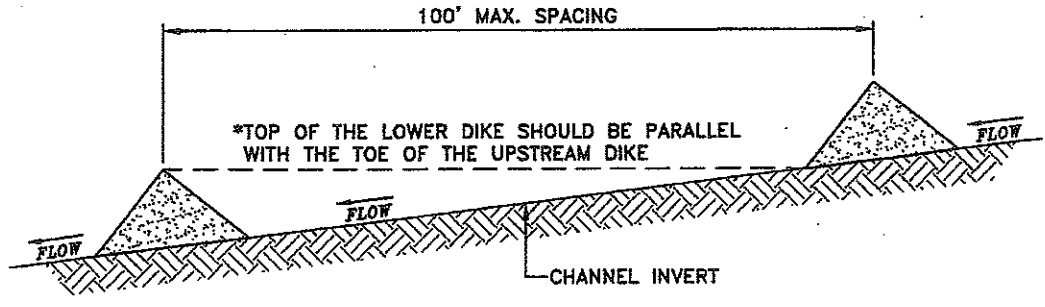 100' MAX. SPACING
*TOP OF THE LOWER DIKE SHOULD BE PARALLEL
WITH THE TOE OF THE UPSTREAM DIKE
FLOW
FLOW
FLOW
CHANNEL INVERT